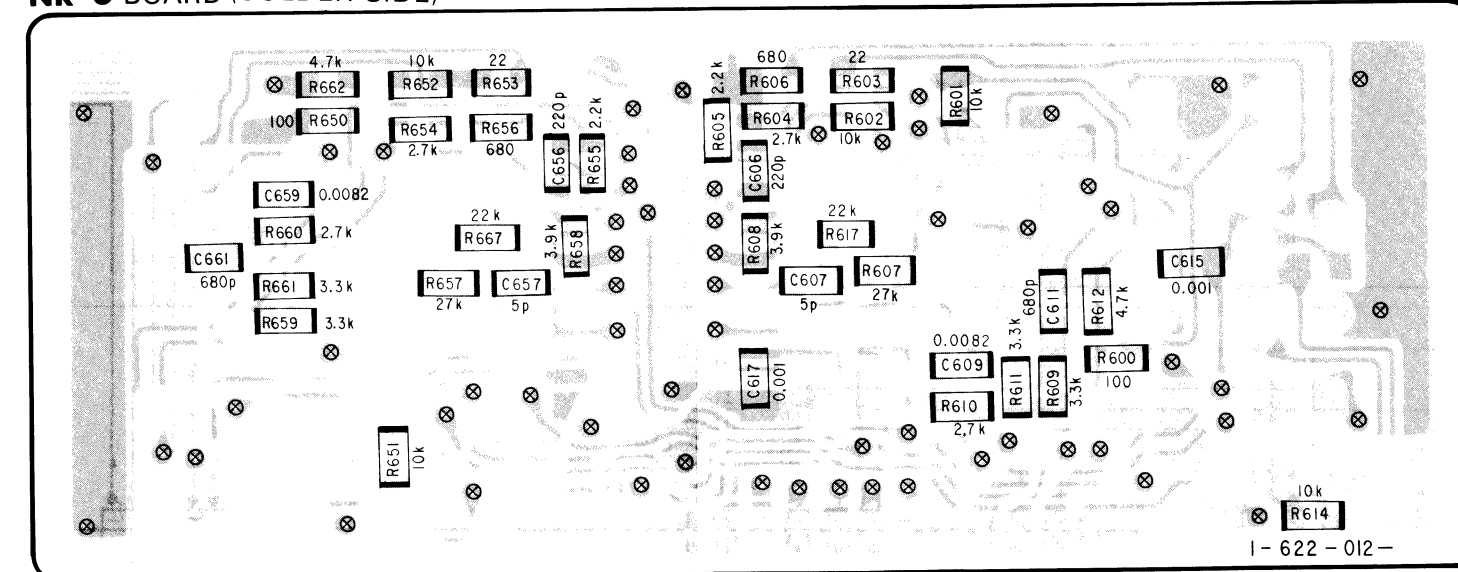 BOARD
4.7k 10k 22 680 22
R662 R652 R653 2.2k R606 R603 R601 10k
100 R650 R654 R656 220p 2.2k R605 R604 R602
2.7k 680 C656 R655 2.7k 10k
C606 220p
C659 0.0082
22k 22k
R660 2.7k R667 3.9k R658 R608 3.9k R617
C661 C615
680p R661 3.3k R657 C657 C607 R607 0.001
27k 5p 5p 27k 680p C611 R612 4.7k
R659 3.3k
0.0082 3.3k
C617 0.001 C609 R611 R609 3.3k R600
100
R610
2,7k
R651 10k
10k
R614
1-622-012-